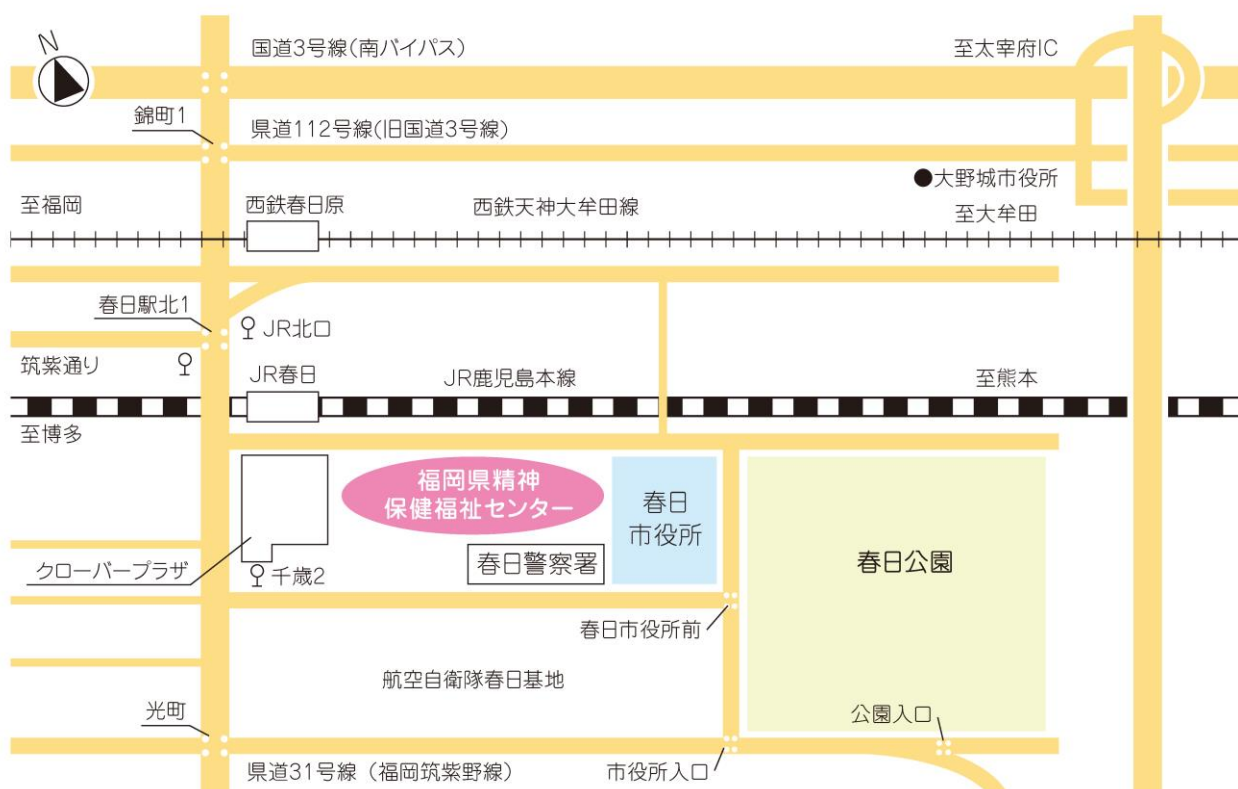 N
国道3号線(南バイパス)
至太宰府IC
錦町1
県道112号線(旧国道3号線)
●大野城市役所
至福岡
西鉄春日原
西鉄天神大牟田線
至大牟田
春日駅北1
JR北口
筑紫通り
JR春日
JR鹿児島本線
至熊本
至博多
福岡県精神
保健福祉センター
春日
市役所
春日警察署
春日公園
クローバープラザ
千歳2
春日市役所前
航空自衛隊春日基地
光町
公園入口
県道31号線(福岡筑紫野線)
市役所入口